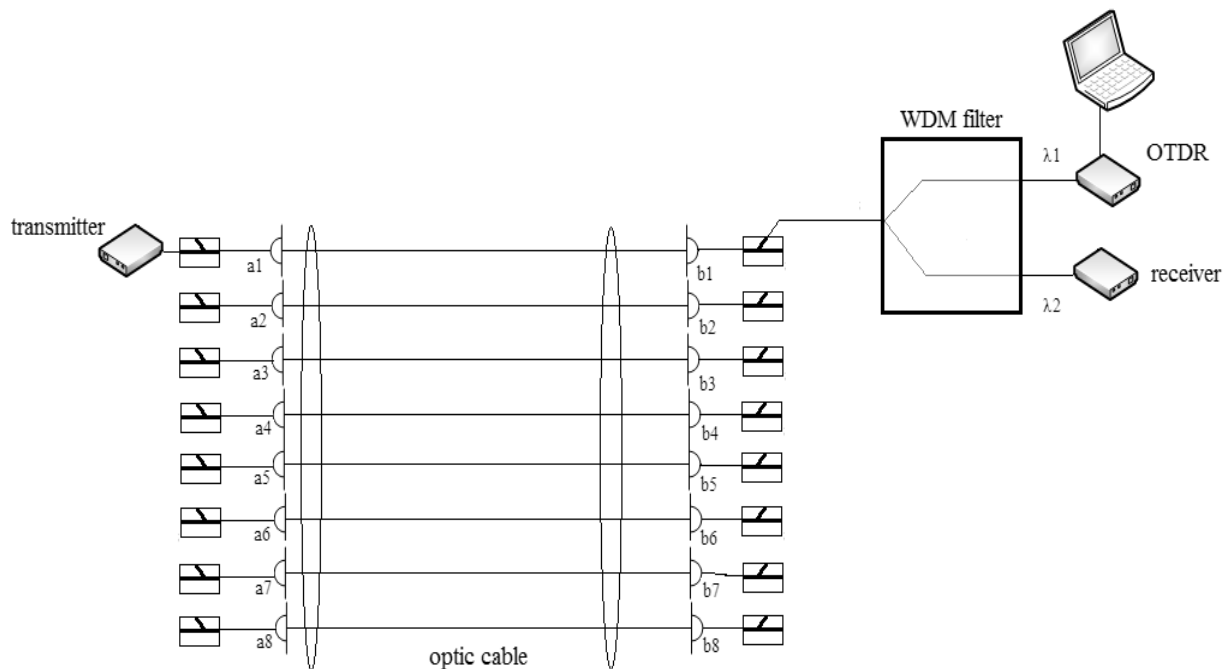 WDM filter
λ1
OTDR
transmitter
receiver
λ2
a1
b1
a2
b2
a3
b3
a4
b4
a5
b5
a6
b6
a7
b7
a8
b8
optic cable